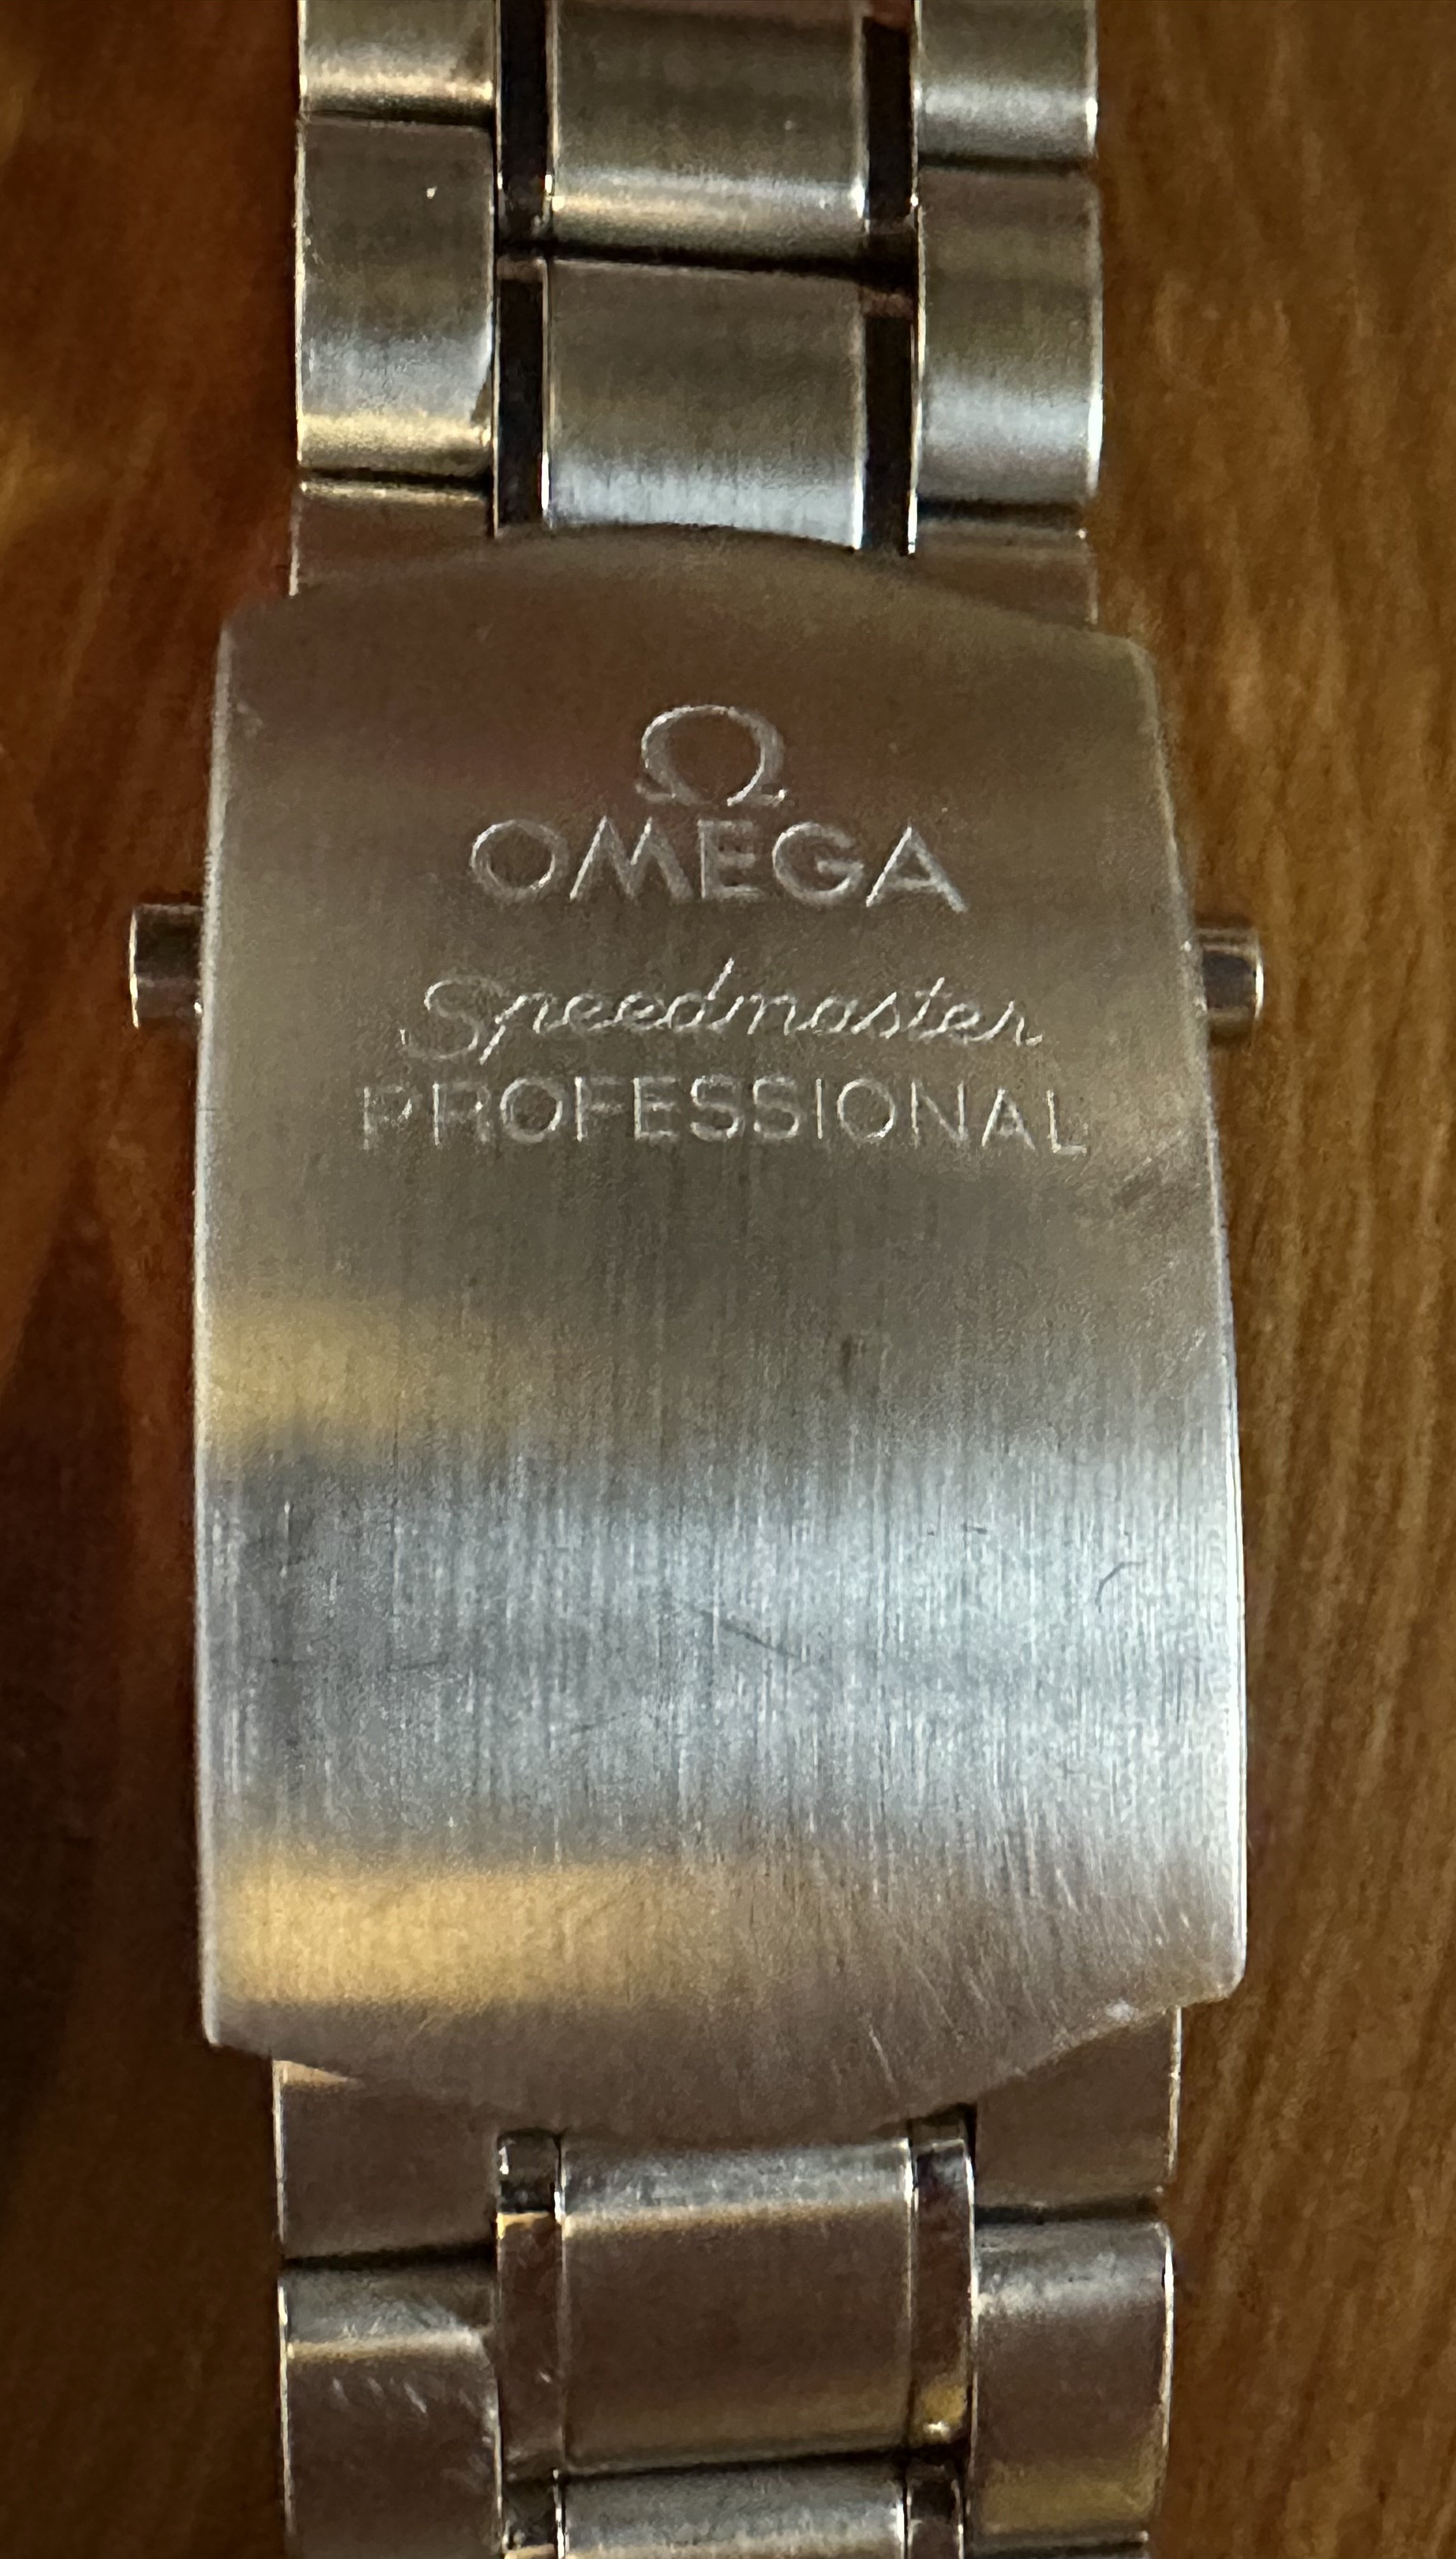 Ω
OMEGA
Speedmaster
PROFESSIONAL